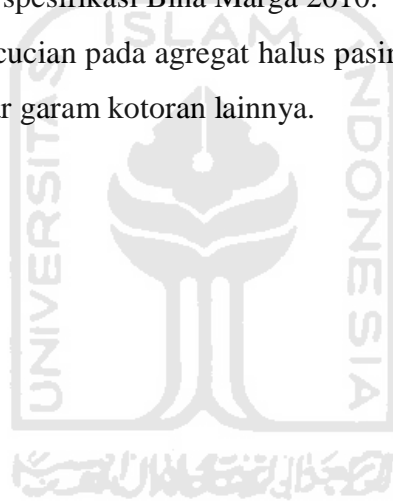 spesifikasi Bina Marga 2010.
cucian pada agregat halus pasir
r garam kotoran lainnya.
ISLAM
UNIVERSITAS
INDONESIA